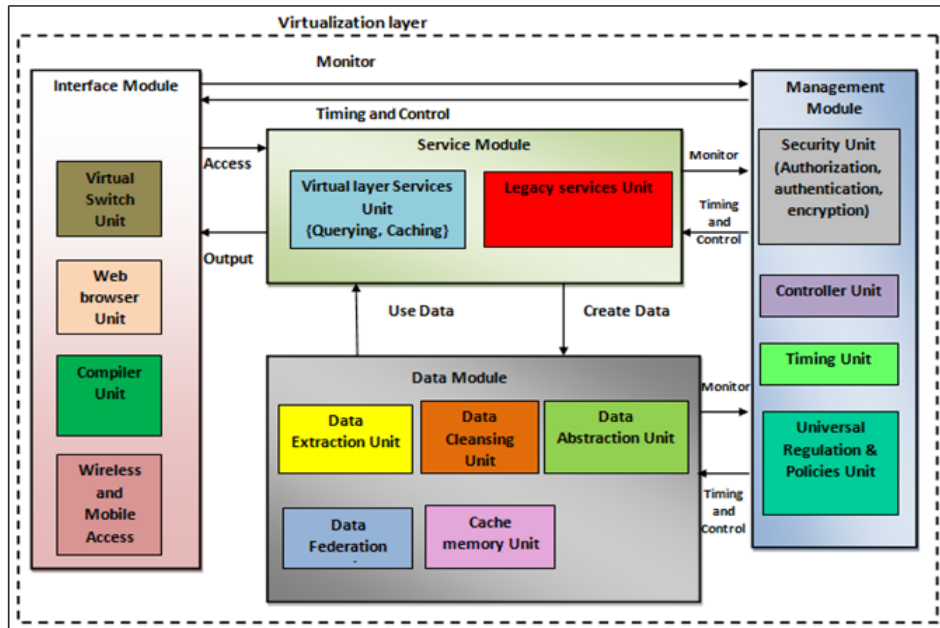 Virtualization layer
Monitor
Timing and Control
Interface Module
Virtual
Switch
Unit
Web
browser
Unit
Compiler
Unit
Wireless
and
Mobile
Access
Access
Output
Service Module
Virtual layer Services
Unit
{Querying, Caching}
Legacy services Unit
Monitor
Timing
and
Control
Use Data
Create Data
Data Module
Data
Extraction Unit
Data
Cleansing
Unit
Data
Abstraction Unit
Data
Federation
Cache
memory Unit
Monitor
Timing
and
Control
Management
Module
Security Unit
(Authorization,
authentication,
encryption)
Controller Unit
Timing Unit
Universal
Regulation &
Policies Unit